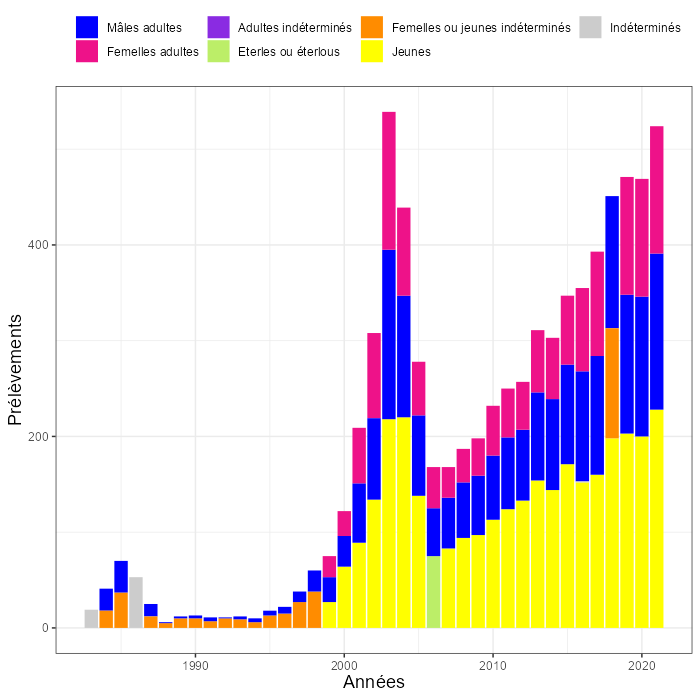 Mâles adultes
Adultes indéterminés
Femelles ou jeunes indéterminés
Indéterminés
Femelles adultes
Eterles ou éterlous
Jeunes
Prélèvements
400
200
0
1990
2000
2010
2020
Années